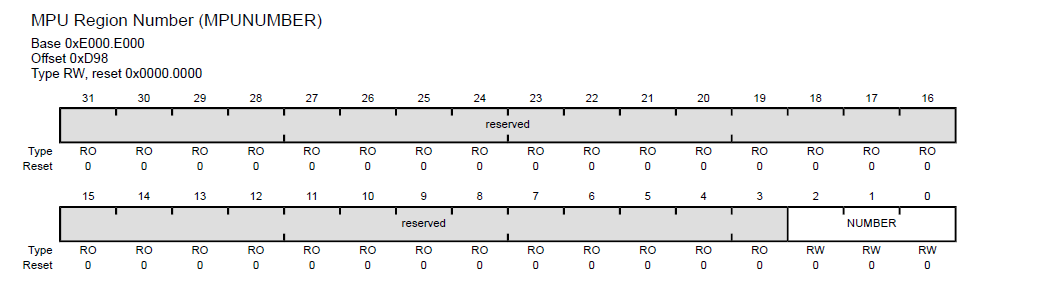 MPU Region Number (MPUNUMBER)
Base 0xE000.E000
Offset 0xD98
Type RW, reset 0x0000.0000
31 30 29 28 27 26 25 24 23 22 21 20 19 18 17 16
reserved
Type RO RO RO RO RO RO RO RO RO RO RO RO RO RO RO RO
Reset 0 0 0 0 0 0 0 0 0 0 0 0 0 0 0 0
15 14 13 12 11 10 9 8 7 6 5 4 3 2 1 0
reserved NUMBER
Type RO RO RO RO RO RO RO RO RO RO RO RO RO RW RW RW
Reset 0 0 0 0 0 0 0 0 0 0 0 0 0 0 0 0